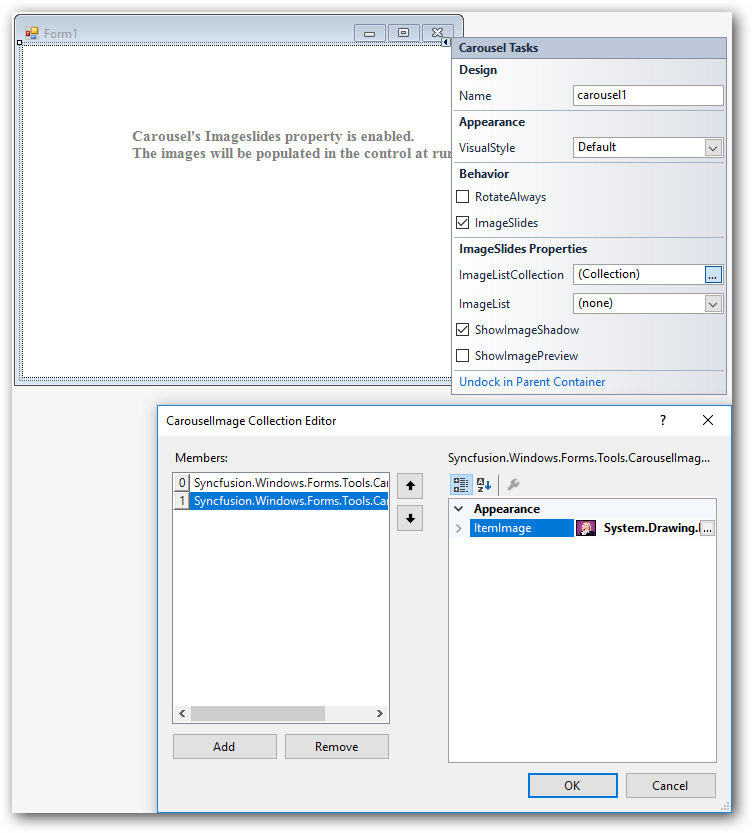 Form1
Carousel's Imageslides property is enabled.
The images will be populated in the control at rur
Carousel Tasks
Design
Name carousel1
Appearance
VisualStyle Default
Behavior
RotateAlways
ImageSlides
ImageSlides Properties
ImageListCollection (Collection) ...
ImageList (none)
ShowImageShadow
ShowImagePreview
Undock in Parent Container
CarouselImage Collection Editor ?
Members:
0 Syncfusion.Windows.Forms.Tools.Ca
1 Syncfusion.Windows.Forms.Tools.Ca
Add Remove
Syncfusion.Windows.Forms.Tools.CarouselImag...
Appearance
ItemImage System.Drawing. ...
OK Cancel